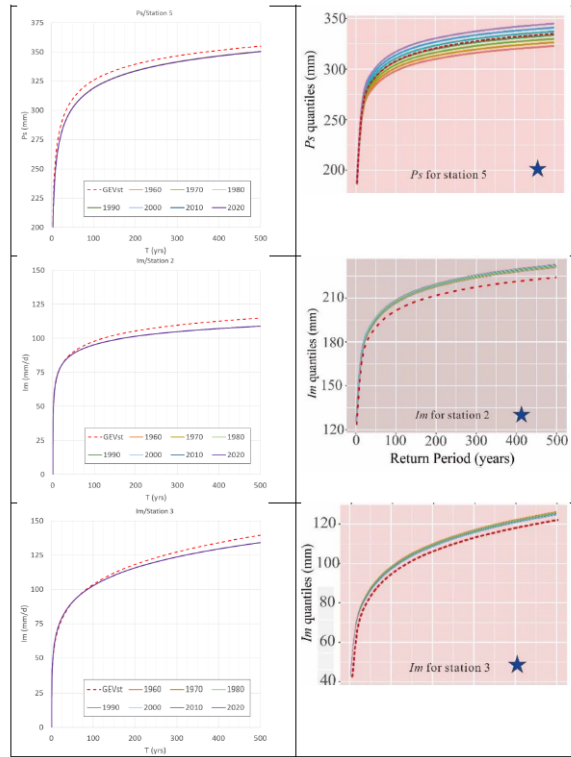 Ps/Station 5
375
350
325
300
275
250
225
200
Ps (mm)
GEVst 1960 1970 1980
1990 2000 2010 2020
0 100 200 300 400 500
T (yrs)
350
300
250
200
Ps quantiles (mm)
Ps for station 5
Im/Station 2
150
125
100
75
50
25
0
Im (mm/d)
GEVst 1960 1970 1980
1990 2000 2010 2020
0 100 200 300 400 500
T (yrs)
210
180
150
120
Im quantiles (mm)
Im for station 2
0 100 200 300 400 500
Return Period (years)
Im/Station 3
150
125
100
75
50
25
0
Im (mm/d)
GEVst 1960 1970 1980
1990 2000 2010 2020
0 100 200 300 400 500
T (yrs)
120
100
80
60
40
Im quantiles (mm)
Im for station 3